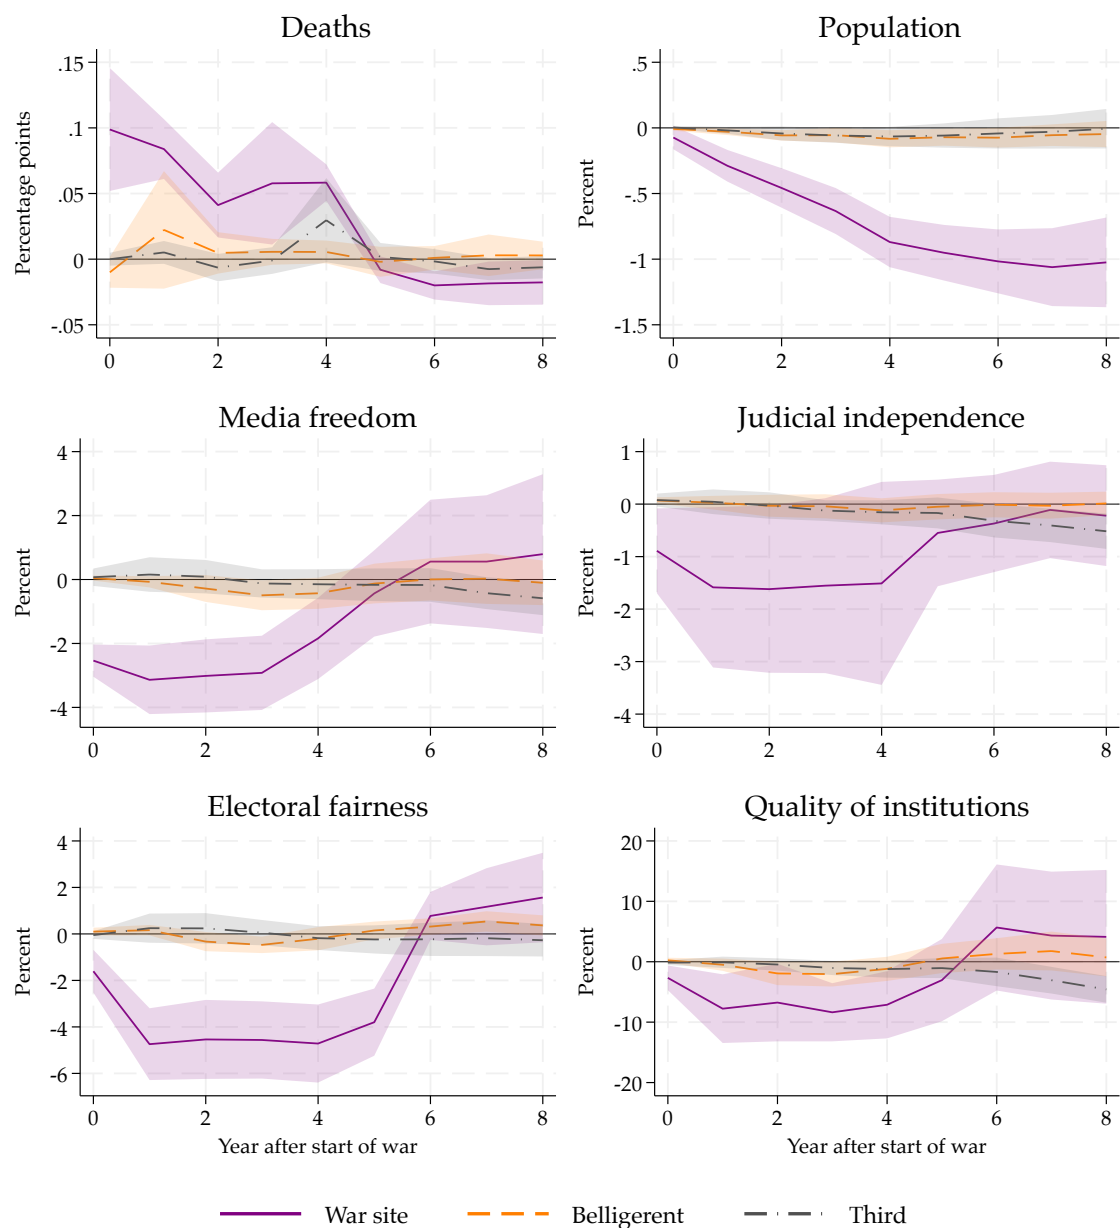 Deaths
Percentage points
.15
.1
.05
0
-.05
0 2 4 6 8
Population
Percent
.5
0
-.5
-1
-1.5
0 2 4 6 8
Media freedom
Percent
4
2
0
-2
-4
0 2 4 6 8
Judicial independence
Percent
1
0
-1
-2
-3
-4
0 2 4 6 8
Electoral fairness
Percent
4
2
0
-2
-4
-6
0 2 4 6 8
Year after start of war
Quality of institutions
Percent
20
10
0
-10
-20
0 2 4 6 8
Year after start of war
War site Belligerent Third